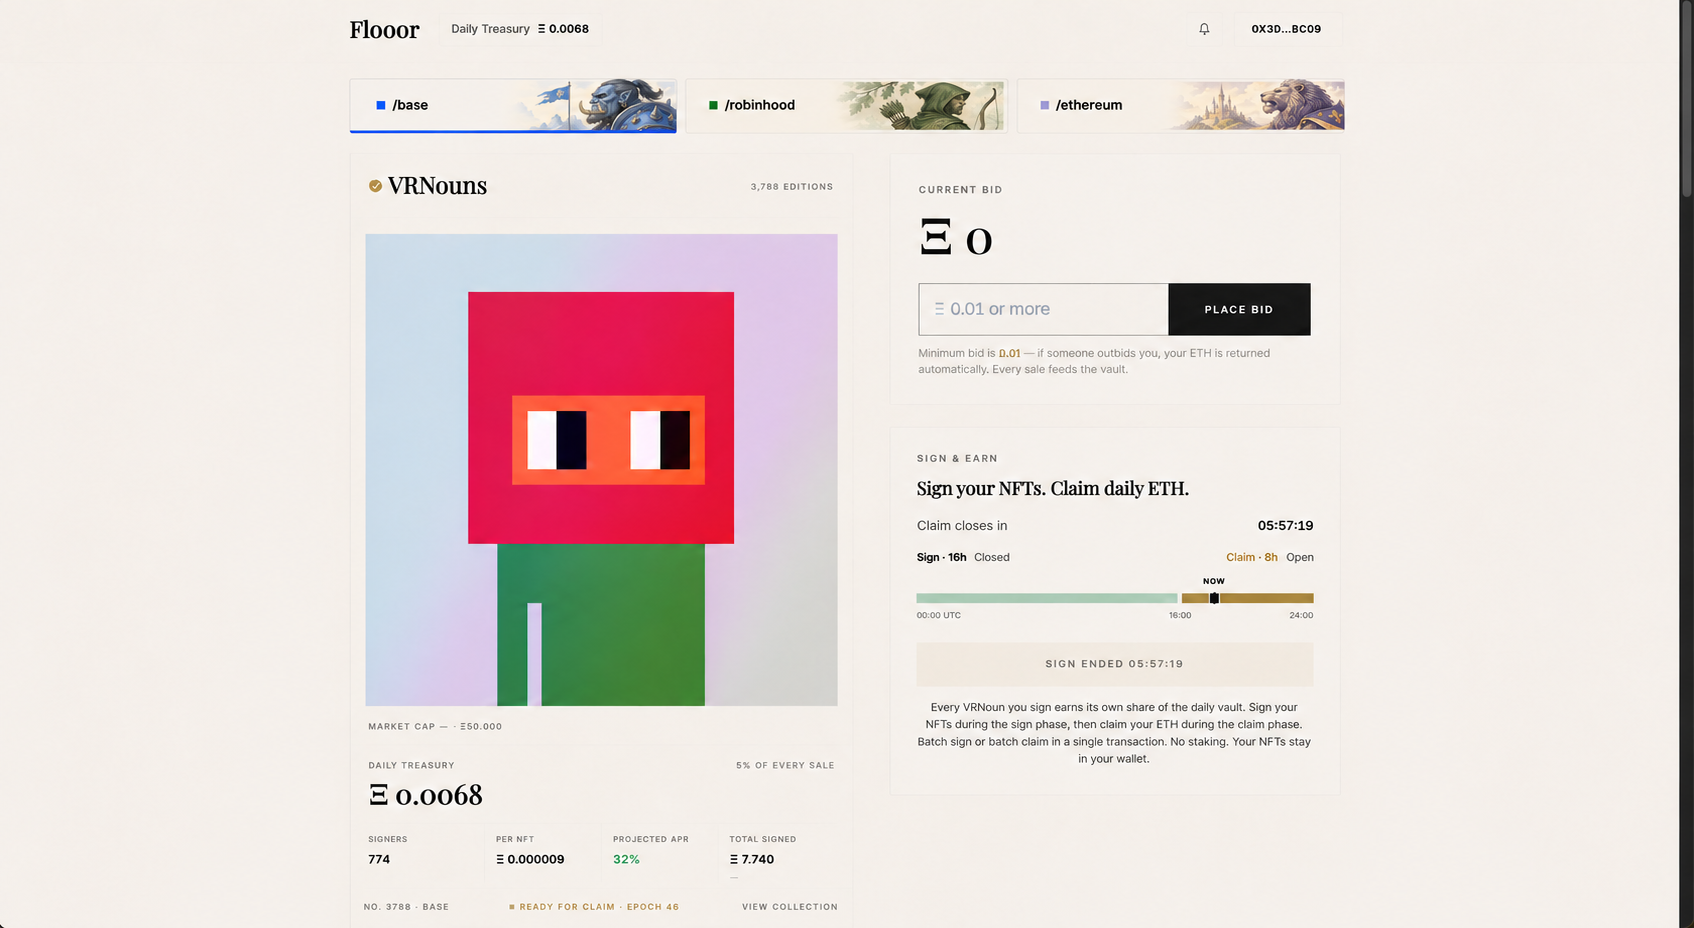 Flooor
Daily Treasury Ξ 0.0068
0X3D...BC09
/base
/robinhood
/ethereum
VRNouns
3,788 EDITIONS
MARKET CAP — · Ξ50.000
DAILY TREASURY
5% OF EVERY SALE
Ξ 0.0068
SIGNERS
PER NFT
PROJECTED APR
TOTAL SIGNED
774
Ξ 0.000009
32%
Ξ 7.740
—
NO. 3788 · BASE
READY FOR CLAIM · EPOCH 46
VIEW COLLECTION
CURRENT BID
Ξ 0
Ξ 0.01 or more
PLACE BID
Minimum bid is 0.01 — if someone outbids you, your ETH is returned
automatically. Every sale feeds the vault.
SIGN & EARN
Sign your NFTs. Claim daily ETH.
Claim closes in
05:57:19
Sign · 16h Closed
Claim · 8h Open
NOW
00:00 UTC
16:00
24:00
SIGN ENDED 05:57:19
Every VRNoun you sign earns its own share of the daily vault. Sign your
NFTs during the sign phase, then claim your ETH during the claim phase.
Batch sign or batch claim in a single transaction. No staking. Your NFTs stay
in your wallet.